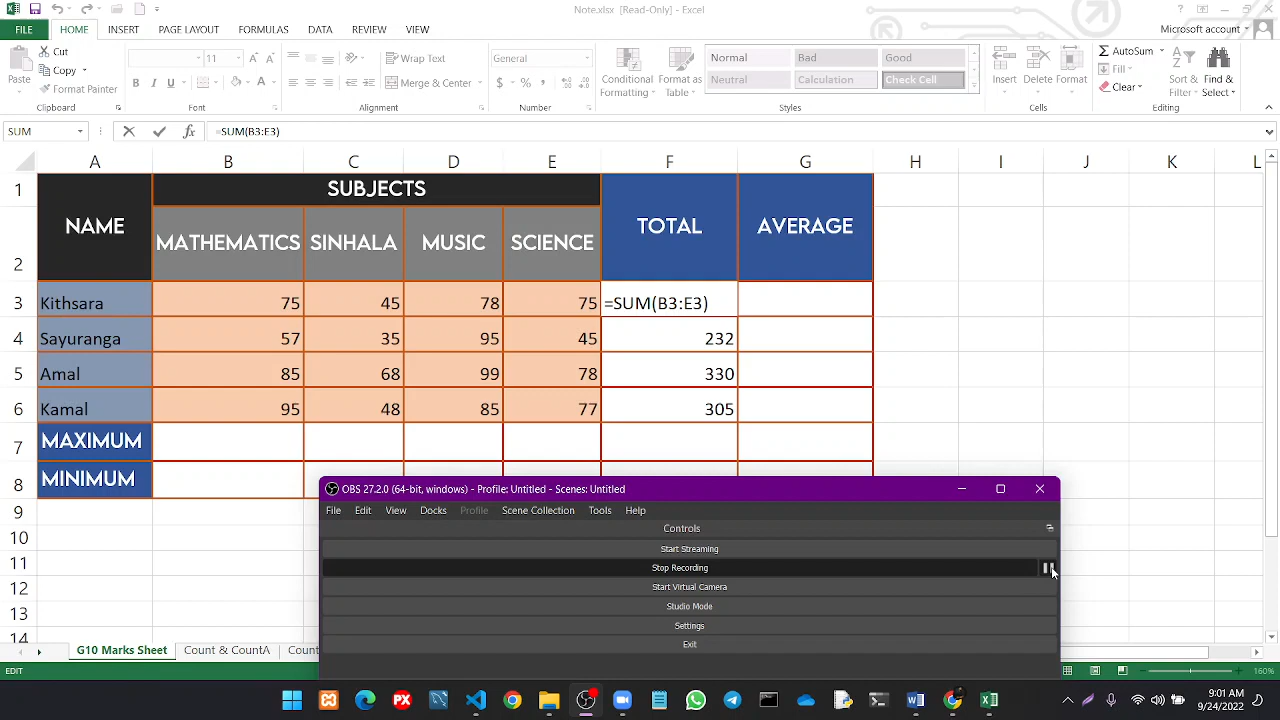 Note.xlsx [Read-Only] - Excel
FILE HOME INSERT PAGE LAYOUT FORMULAS DATA REVIEW VIEW Microsoft account
Paste Cut Copy Format Painter
Clipboard
11
B I U A
Font
Wrap Text
Merge & Center
Alignment
General
$ % ,
Number
Conditional Formatting
Format as Table
Normal Bad Good
Neutral Calculation Check Cell
Styles
Insert Delete Format
Cells
AutoSum
Fill
Clear
Sort & Filter
Find & Select
Editing
SUM fx =SUM(B3:E3)
A B C D E F G H I J K L
1 NAME SUBJECTS TOTAL AVERAGE
2 MATHEMATICS SINHALA MUSIC SCIENCE
3 Kithsara 75 45 78 75 =SUM(B3:E3)
4 Sayuranga 57 35 95 45 232
5 Amal 85 68 99 78 330
6 Kamal 95 48 85 77 305
7 MAXIMUM
8 MINIMUM
9
10
11
12
13
14
OBS 27.2.0 (64-bit, windows) - Profile: Untitled - Scenes: Untitled
File Edit View Docks Profile Scene Collection Tools Help
Controls
Start Streaming
Stop Recording
Start Virtual Camera
Studio Mode
Settings
Exit
G10 Marks Sheet Count & CountA Count
EDIT 160%
PX
9:01 AM
9/24/2022